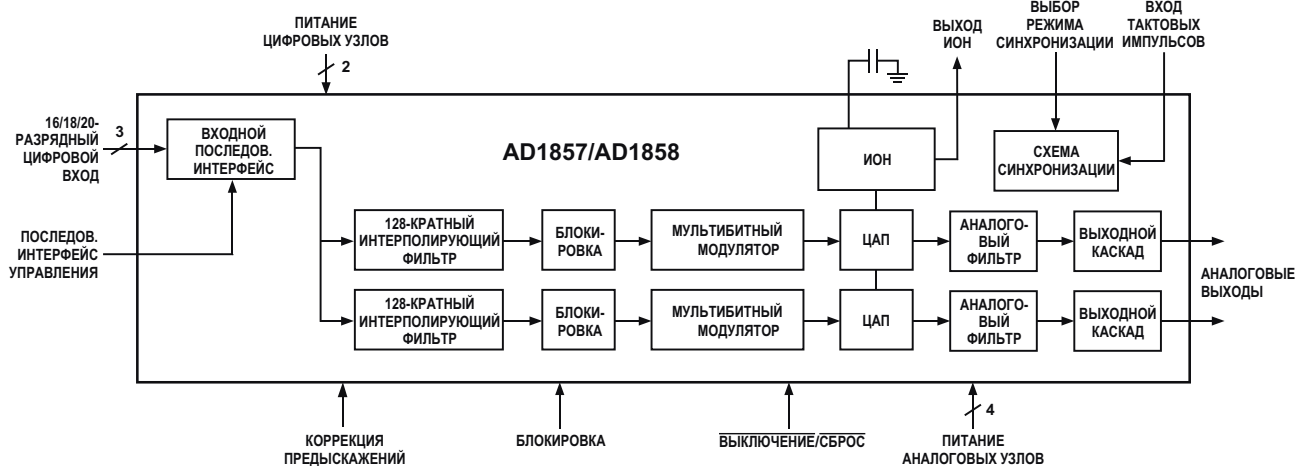 ПИТАНИЕ
ЦИФРОВЫХ УЗЛОВ
2
ВЫХОД
ИОН
ВЫБОР
РЕЖИМА
СИНХРОНИЗАЦИИ
ВХОД
ТАКТОВЫХ
ИМПУЛЬСОВ
16/18/20-
РАЗРЯДНЫЙ
ЦИФРОВОЙ
ВХОД
3
ВХОДНОЙ
ПОСЛЕДОВ.
ИНТЕРФЕЙС
AD1857/AD1858
ИОН
СХЕМА
СИНХРОНИЗАЦИИ
ПОСЛЕДОВ.
ИНТЕРФЕЙС
УПРАВЛЕНИЯ
128-КРАТНЫЙ
ИНТЕРПОЛИРУЮЩИЙ
ФИЛЬТР
БЛОКИ-
РОВКА
МУЛЬТИБИТНЫЙ
МОДУЛЯТОР
ЦАП
АНАЛОГО-
ВЫЙ
ФИЛЬТР
ВЫХОДНОЙ
КАСКАД
128-КРАТНЫЙ
ИНТЕРПОЛИРУЮЩИЙ
ФИЛЬТР
БЛОКИ-
РОВКА
МУЛЬТИБИТНЫЙ
МОДУЛЯТОР
ЦАП
АНАЛОГО-
ВЫЙ
ФИЛЬТР
ВЫХОДНОЙ
КАСКАД
АНАЛОГОВЫЕ
ВЫХОДЫ
КОРРЕКЦИЯ
ПРЕДЫСКАЖЕНИЙ
БЛОКИРОВКА
ВЫКЛЮЧЕНИЕ/СБРОС
4
ПИТАНИЕ
АНАЛОГОВЫХ УЗЛОВ